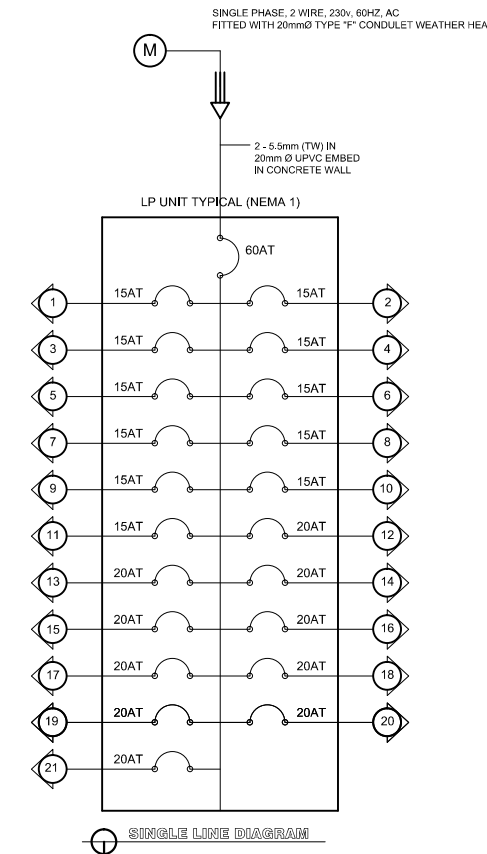 SINGLE PHASE, 2 WIRE, 230v, 60HZ, AC
FITTED WITH 20mmØ TYPE "F" CONDULET WEATHER HEA
M
2 - 5.5mm (TW) IN
20mm Ø UPVC EMBED
IN CONCRETE WALL
LP UNIT TYPICAL (NEMA 1)
60AT
1 15AT 15AT 2
3 15AT 15AT 4
5 15AT 15AT 6
7 15AT 15AT 8
9 15AT 15AT 10
11 15AT 20AT 12
13 20AT 20AT 14
15 20AT 20AT 16
17 20AT 20AT 18
19 20AT 20AT 20
21 20AT
SINGLE LINE DIAGRAM